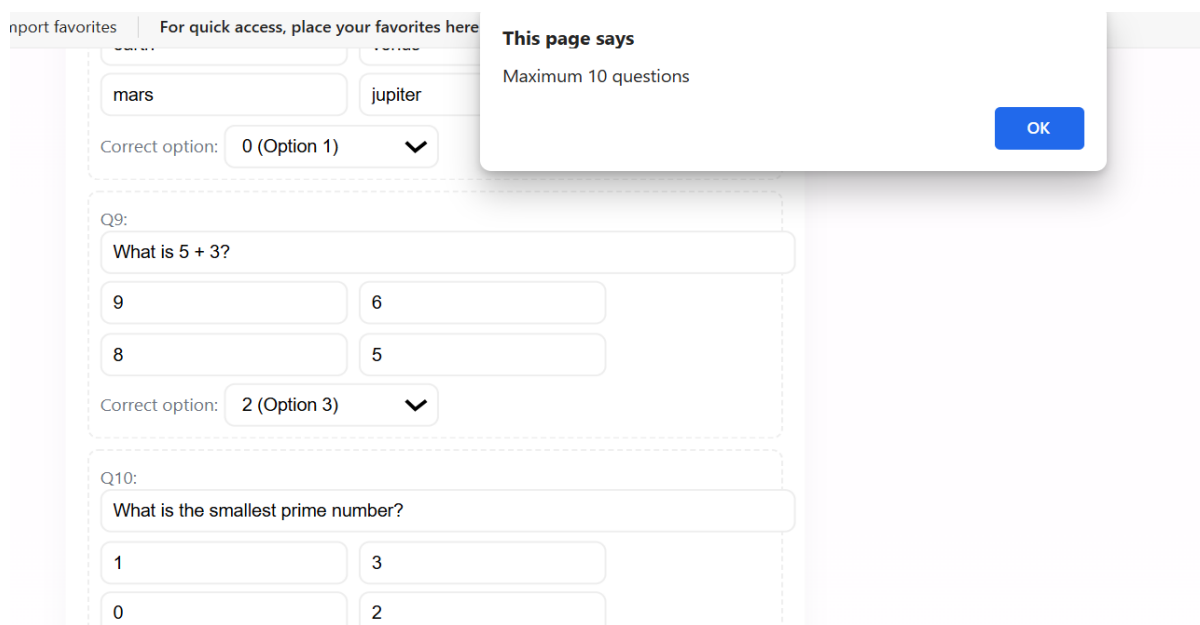 mport favorites
For quick access, place your favorites here
This page says
Maximum 10 questions
OK
mars
jupiter
Correct option: 0 (Option 1)
Q9:
What is 5 + 3?
9
6
8
5
Correct option: 2 (Option 3)
Q10:
What is the smallest prime number?
1
3
0
2